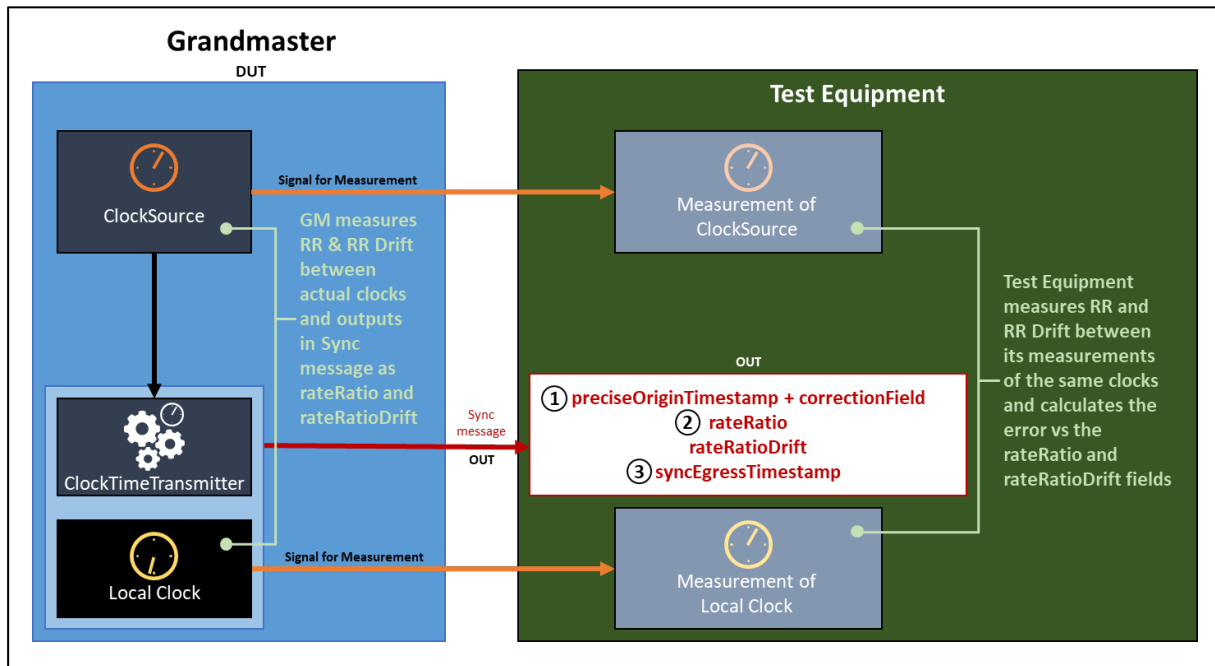 Grandmaster
DUT
ClockSource
Signal for Measurement
GM measures
RR & RR Drift
between
actual clocks
and outputs
in Sync
message as
rateRatio and
rateRatioDrift
ClockTimeTransmitter
Local Clock
Sync
message
OUT
Signal for Measurement
Test Equipment
Measurement of
ClockSource
OUT
1 preciseOriginTimestamp + correctionField
2 rateRatio
rateRatioDrift
3 syncEgressTimestamp
Measurement of
Local Clock
Test Equipment
measures RR and
RR Drift between
its measurements
of the same clocks
and calculates the
error vs the
rateRatio and
rateRatioDrift fields